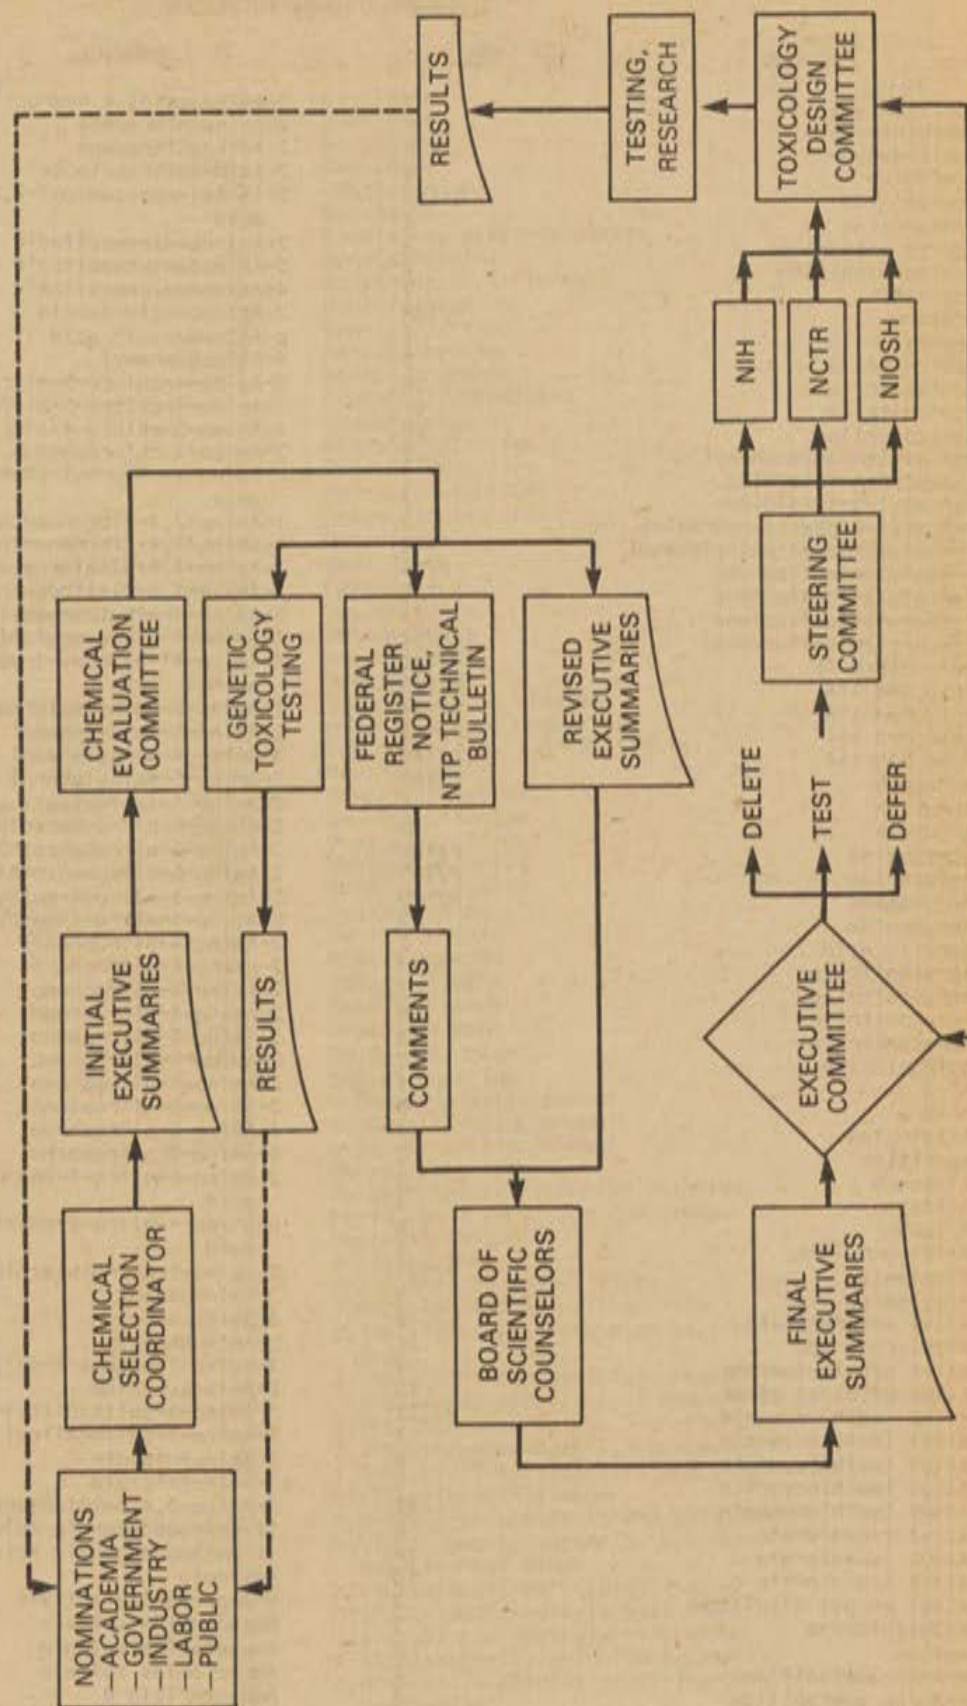 NOMINATIONS
– ACADEMIA
– GOVERNMENT
– INDUSTRY
– LABOR
– PUBLIC
CHEMICAL
SELECTION
COORDINATOR
INITIAL
EXECUTIVE
SUMMARIES
CHEMICAL
EVALUATION
COMMITTEE
RESULTS
GENETIC
TOXICOLOGY
TESTING
COMMENTS
FEDERAL
REGISTER
NOTICE,
NTP TECHNICAL
BULLETIN
REVISED
EXECUTIVE
SUMMARIES
BOARD OF
SCIENTIFIC
COUNSELORS
FINAL
EXECUTIVE
SUMMARIES
EXECUTIVE
COMMITTEE
DELETE
TEST
DEFER
STEERING
COMMITTEE
NIH
NCTR
NIOSH
TOXICOLOGY
DESIGN
COMMITTEE
TESTING,
RESEARCH
RESULTS